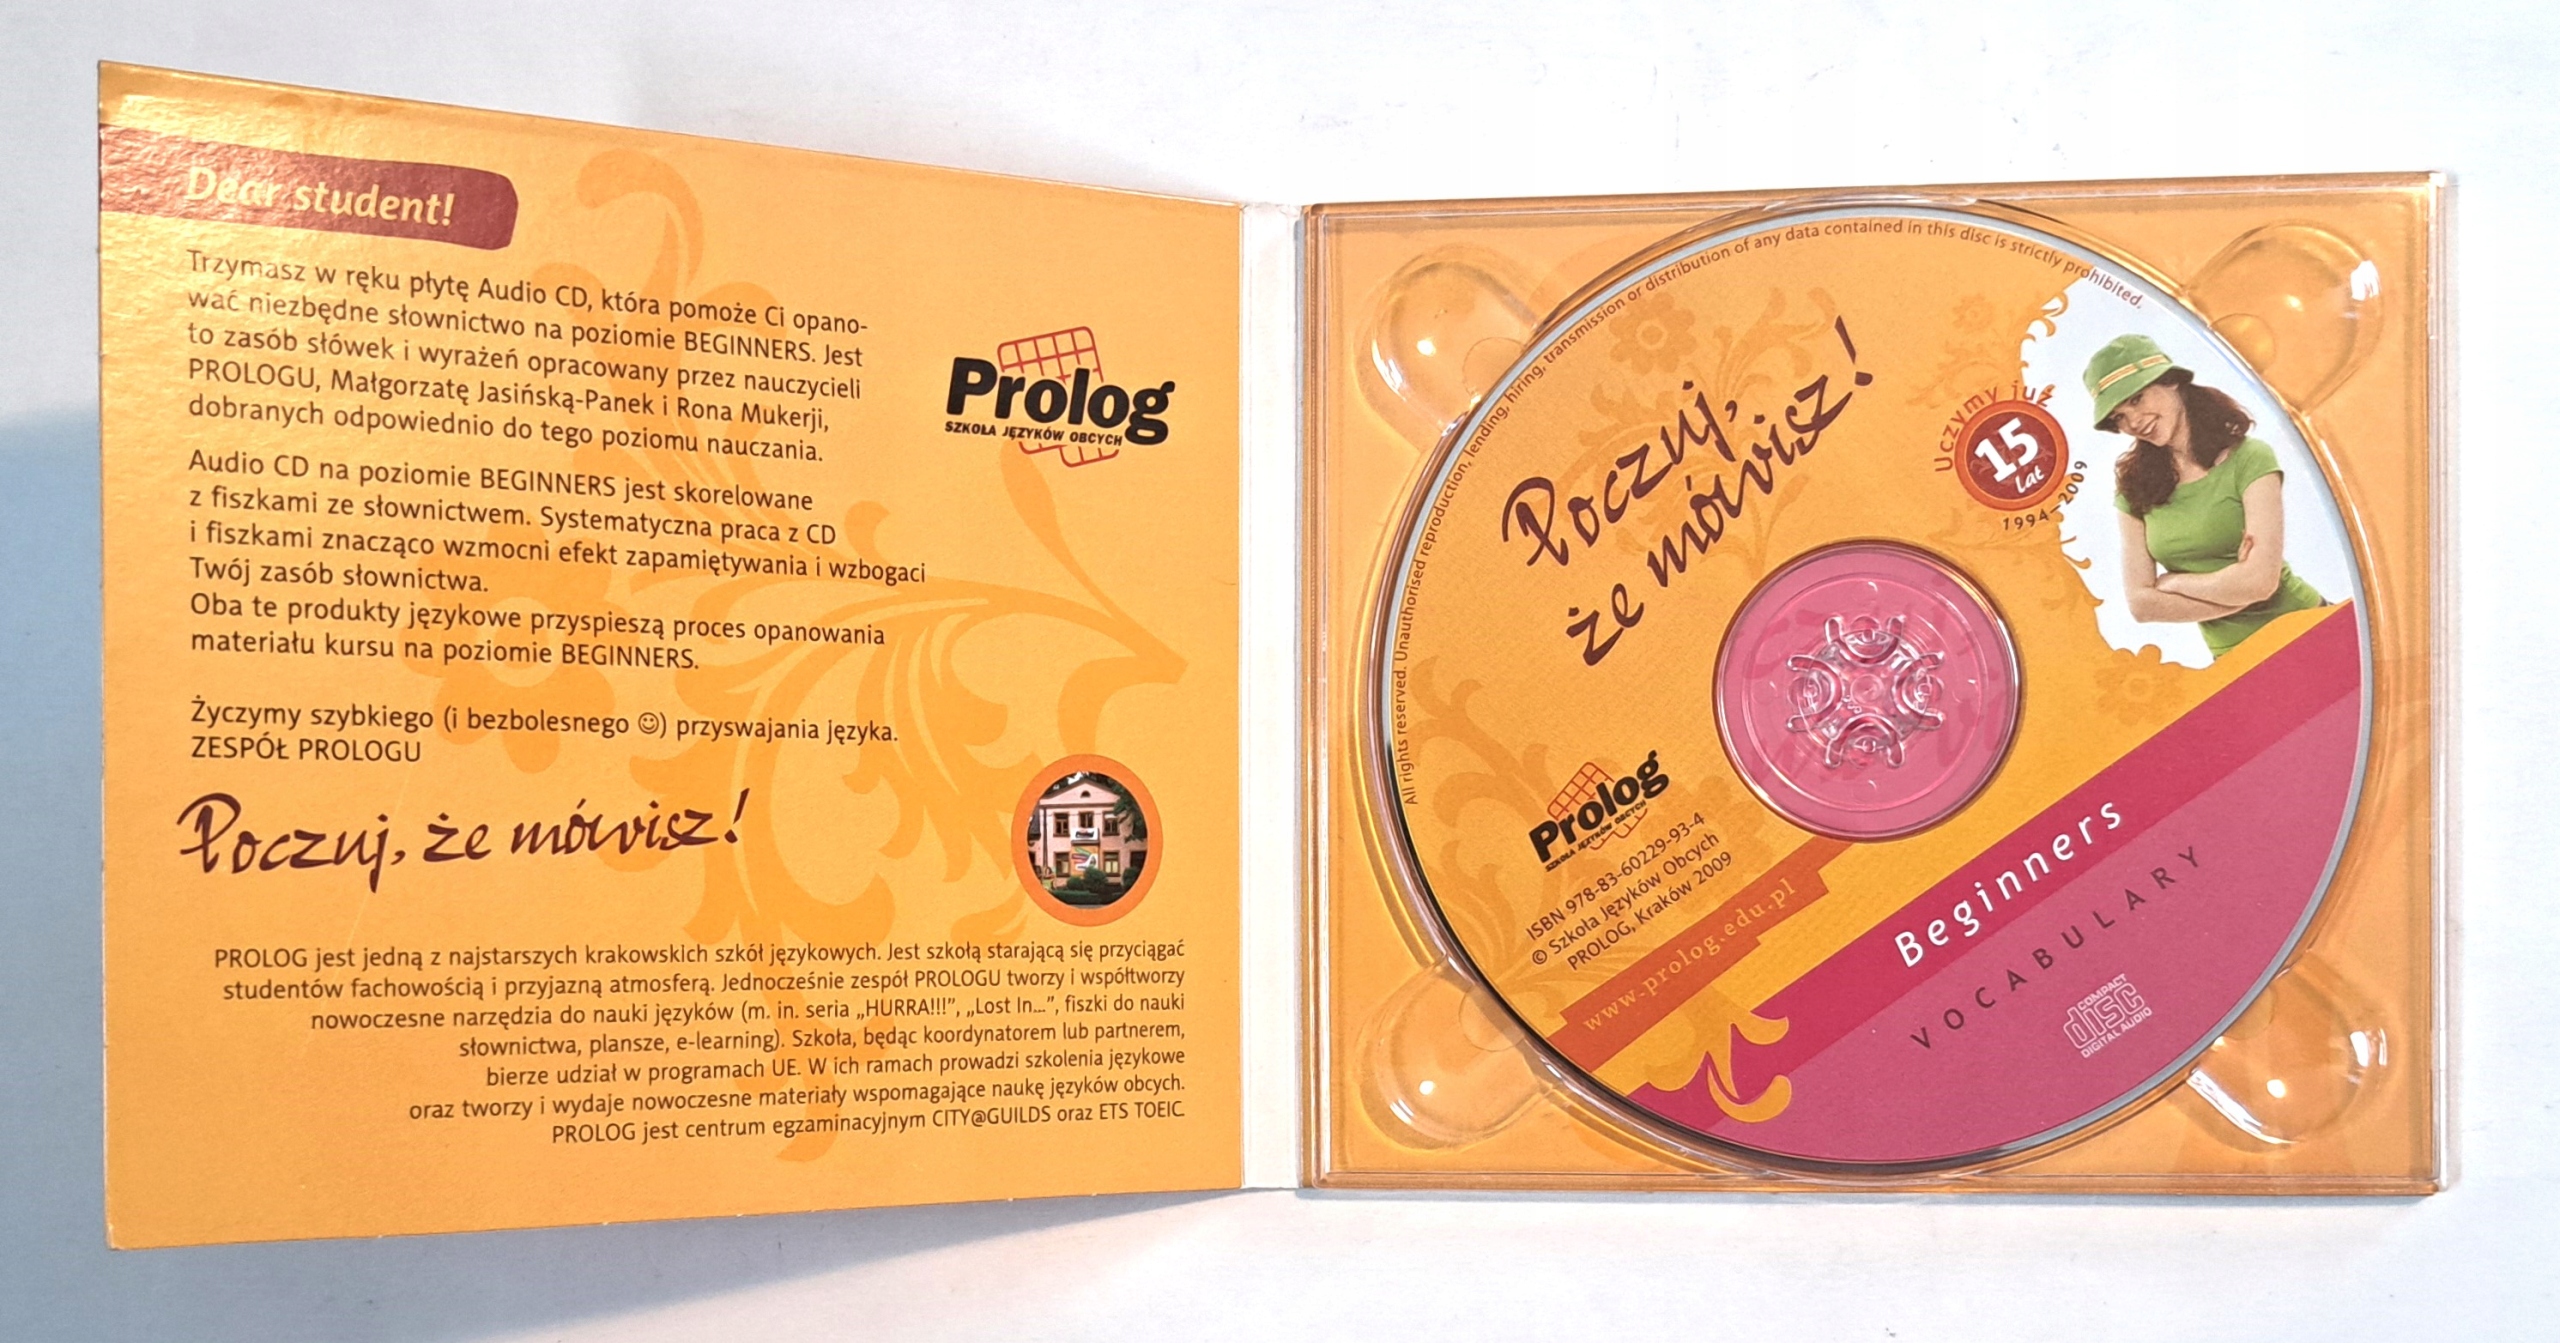 Dear student!
Trzymasz w ręku płytę Audio CD, która pomoże Ci opano-
wać niezbędne słownictwo na poziomie BEGINNERS. Jest
to zasób słówek i wyrażeń opracowany przez nauczycieli
PROLOGU, Małgorzatę Jasińską-Panek i Rona Mukerji,
dobranych odpowiednio do tego poziomu nauczania.
Audio CD na poziomie BEGINNERS jest skorelowane
z fiszkami ze słownictwem. Systematyczna praca z CD
i fiszkami znacząco wzmocni efekt zapamiętywania i wzbogaci
Twój zasób słownictwa.
Oba te produkty językowe przyspieszą proces opanowania
materiału kursu na poziomie BEGINNERS.
Życzymy szybkiego (i bezbolesnego ☺) przyswajania języka.
ZESPÓŁ PROLOGU
Poczuj, że mówisz!
Prolog
SZKOŁA JĘZYKÓW OBCYCH
Prolog
PROLOG jest jedną z najstarszych krakowskich szkół językowych. Jest szkołą starającą się przyciągać
studentów fachowością i przyjazną atmosferą. Jednocześnie zespół PROLOGU tworzy i współtworzy
nowoczesne narzędzia do nauki języków (m. in. seria „HURRA!!!”, „Lost In...”, fiszki do nauki
słownictwa, plansze, e-learning). Szkoła, będąc koordynatorem lub partnerem,
bierze udział w programach UE. W ich ramach prowadzi szkolenia językowe
oraz tworzy i wydaje nowoczesne materiały wspomagające naukę języków obcych.
PROLOG jest centrum egzaminacyjnym CITY@GUILDS oraz ETS TOEIC.
All rights reserved. Unauthorised reproduction, lending, hiring, transmission or distribution of any data contained in this disc is strictly prohibited.
Poczuj,
że mówisz!
Uczymy już
15
lat
1994–2009
Prolog
SZKOŁA JĘZYKÓW OBCYCH
ISBN 978-83-60229-93-4
© Szkoła Języków Obcych
PROLOG, Kraków 2009
www.prolog.edu.pl
Beginners
VOCABULARY
COMPACT
disc
DIGITAL AUDIO